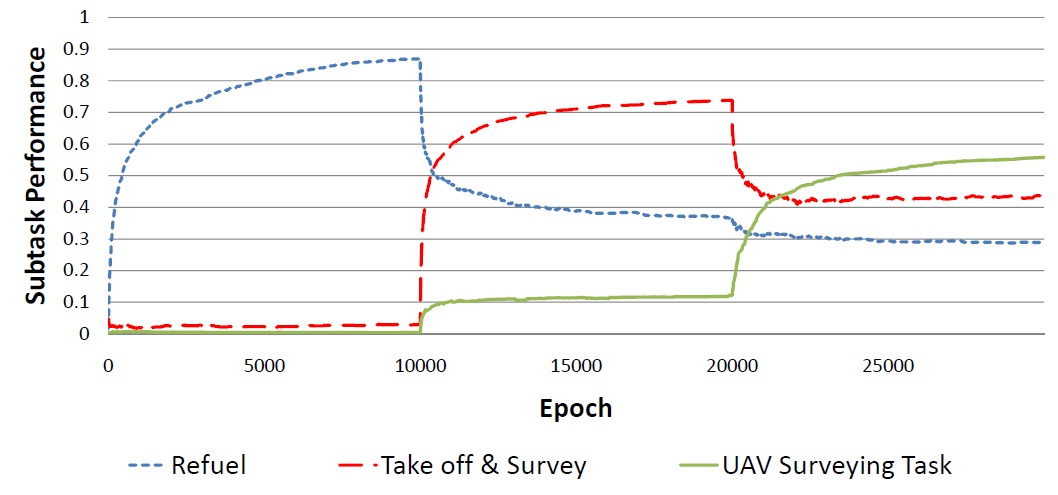 Subtask Performance
1
0.9
0.8
0.7
0.6
0.5
0.4
0.3
0.2
0.1
0
0 5000 10000 15000 20000 25000
Epoch
Refuel Take off & Survey UAV Surveying Task